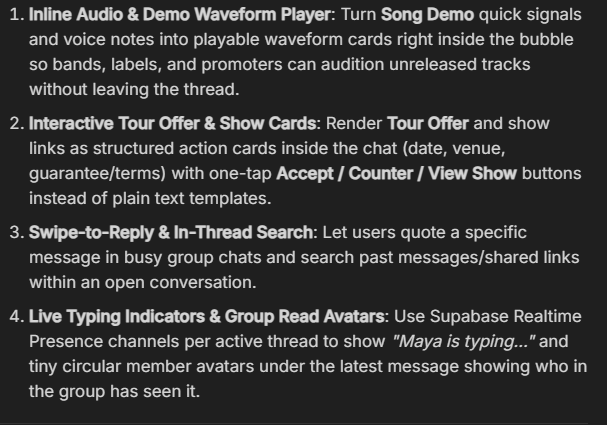 1. Inline Audio & Demo Waveform Player: Turn Song Demo quick signals
and voice notes into playable waveform cards right inside the bubble
so bands, labels, and promoters can audition unreleased tracks
without leaving the thread.
2. Interactive Tour Offer & Show Cards: Render Tour Offer and show
links as structured action cards inside the chat (date, venue,
guarantee/terms) with one-tap Accept / Counter / View Show buttons
instead of plain text templates.
3. Swipe-to-Reply & In-Thread Search: Let users quote a specific
message in busy group chats and search past messages/shared links
within an open conversation.
4. Live Typing Indicators & Group Read Avatars: Use Supabase Realtime
Presence channels per active thread to show "Maya is typing..." and
tiny circular member avatars under the latest message showing who in
the group has seen it.